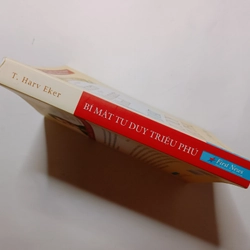 T. Harv Eker
BÍ MẬT TƯ DUY TRIỆU PHÚ
First News